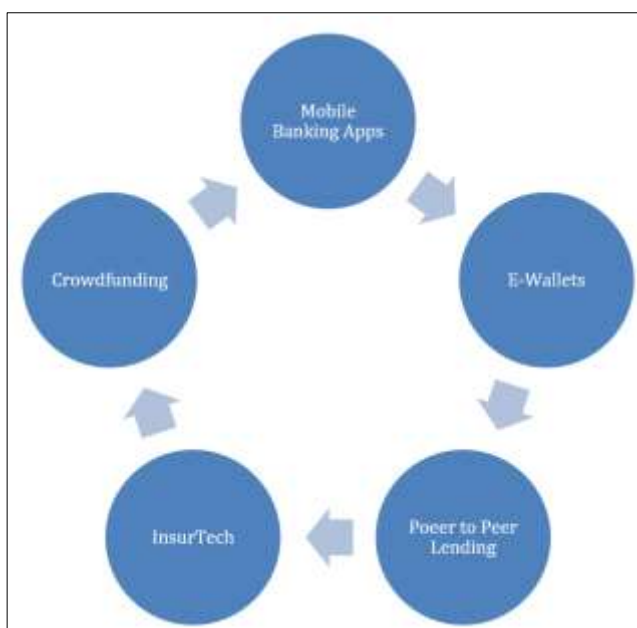 Mobile
Banking Apps
E-Wallets
Poeer to Peer
Lending
InsurTech
Crowdfunding